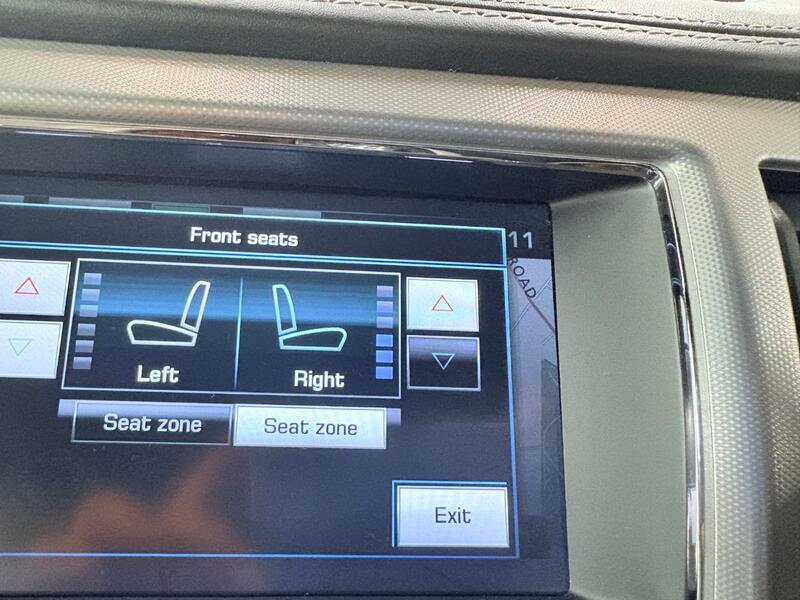 Front seats
11
ROAD
Left
Right
Seat zone
Seat zone
Exit